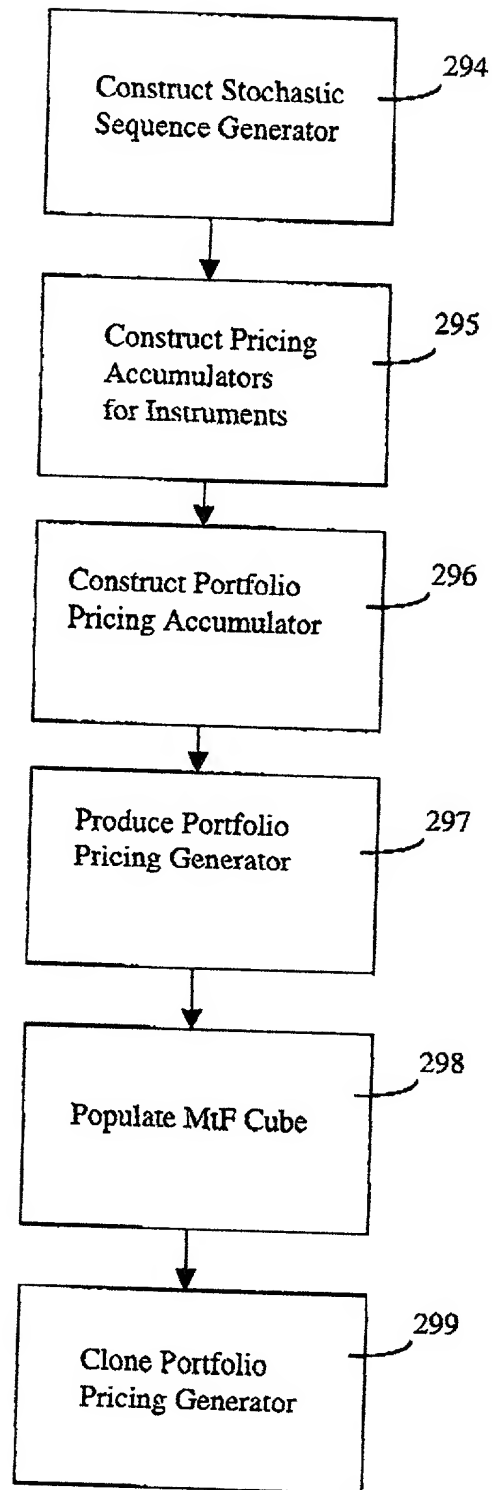 Construct Stochastic
Sequence Generator
294
Construct Pricing
Accumulators
for Instruments
295
Construct Portfolio
Pricing Accumulator
296
Produce Portfolio
Pricing Generator
297
Populate MtF Cube
298
Clone Portfolio
Pricing Generator
299